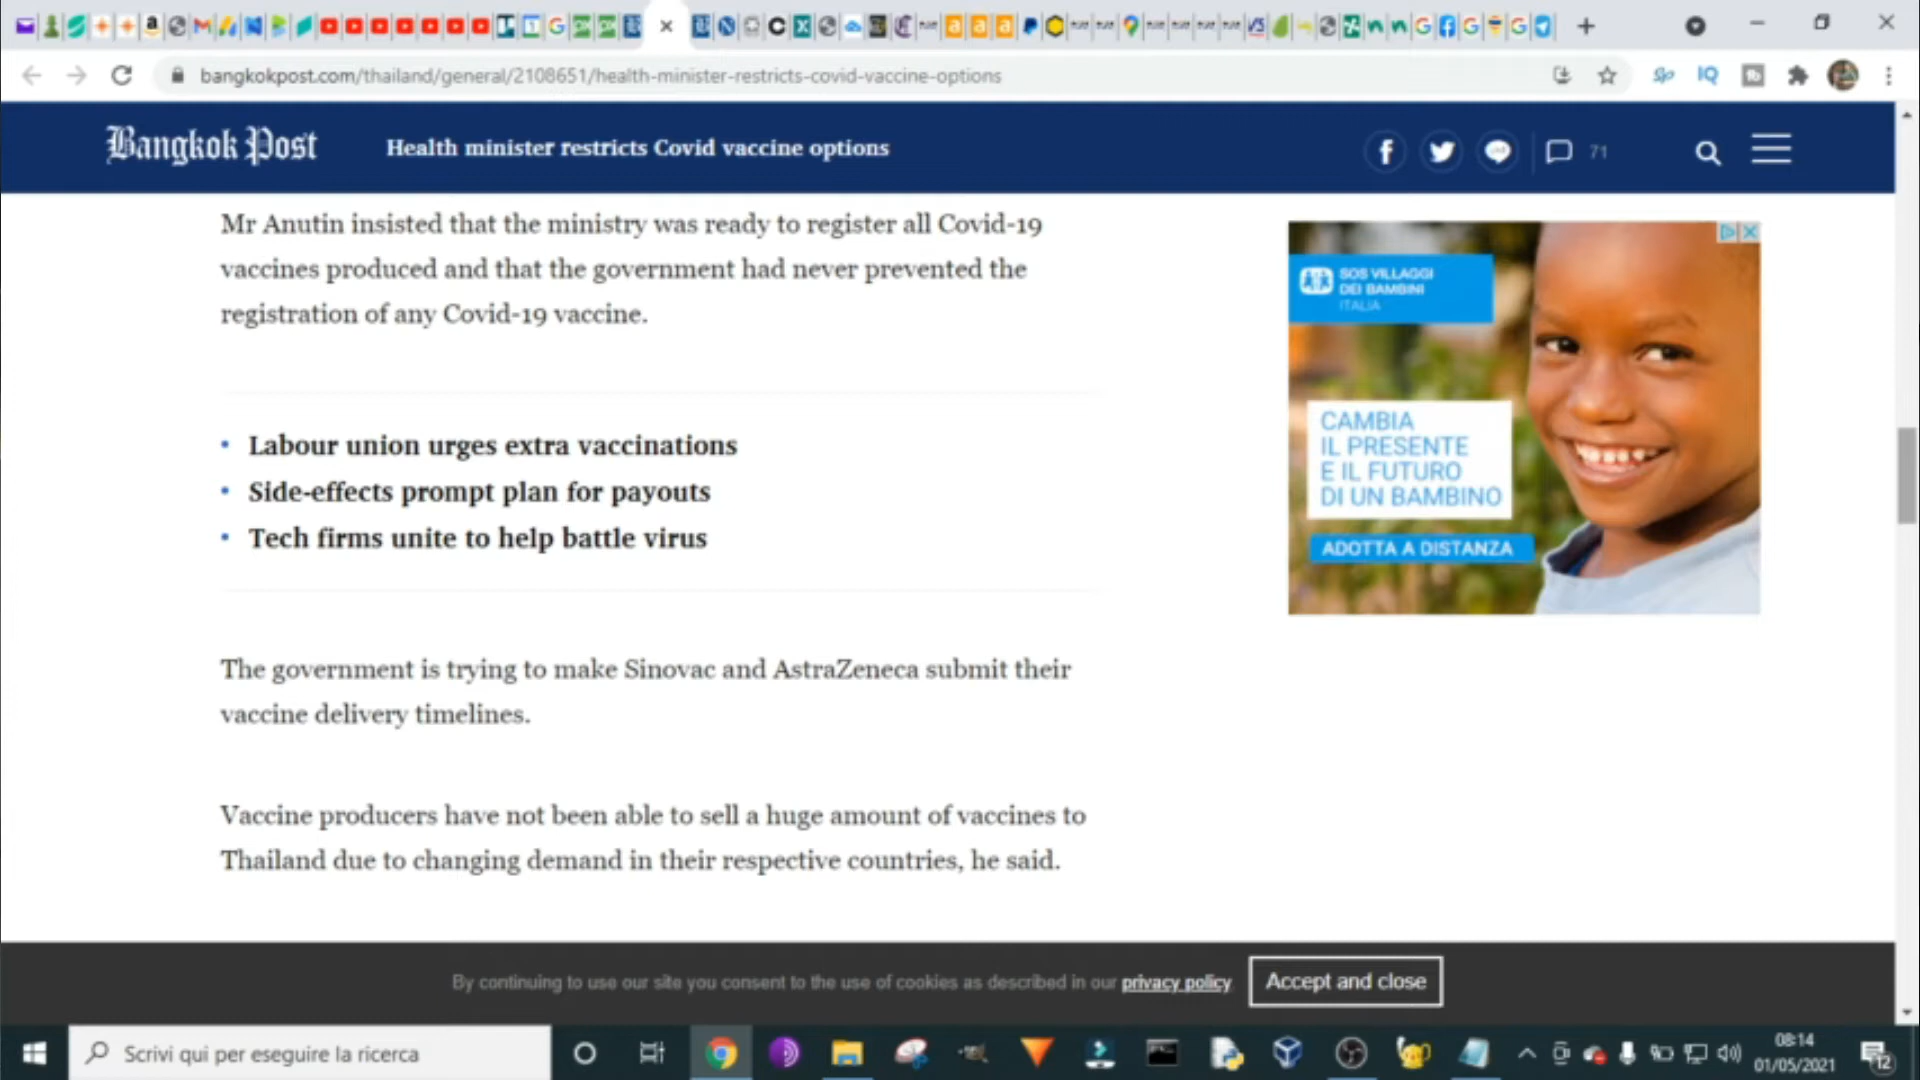 bangkokpost.com/thailand/general/2108651/health-minister-restricts-covid-vaccine-options
Bangkok Post
Health minister restricts Covid vaccine options
71
Mr Anutin insisted that the ministry was ready to register all Covid-19
vaccines produced and that the government had never prevented the
registration of any Covid-19 vaccine.
• Labour union urges extra vaccinations
• Side-effects prompt plan for payouts
• Tech firms unite to help battle virus
SOS VILLAGGI
DEI BAMBINI
ITALIA
CAMBIA
IL PRESENTE
E IL FUTURO
DI UN BAMBINO
ADOTTA A DISTANZA
The government is trying to make Sinovac and AstraZeneca submit their
vaccine delivery timelines.
Vaccine producers have not been able to sell a huge amount of vaccines to
Thailand due to changing demand in their respective countries, he said.
By continuing to use our site you consent to the use of cookies as described in our privacy policy
Accept and close
Scrivi qui per eseguire la ricerca
08:14
01/05/2021
12